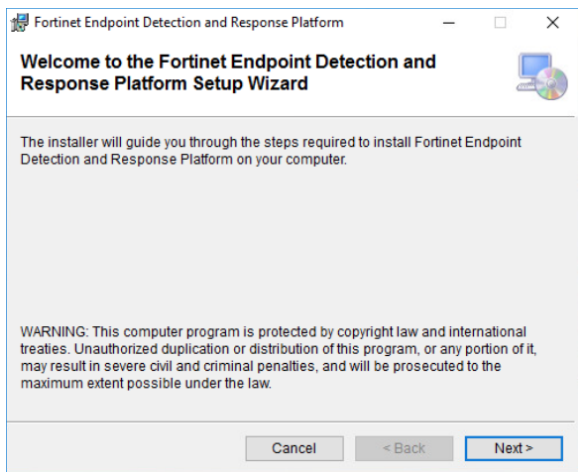 Fortinet Endpoint Detection and Response Platform
Welcome to the Fortinet Endpoint Detection and
Response Platform Setup Wizard
The installer will guide you through the steps required to install Fortinet Endpoint
Detection and Response Platform on your computer.
WARNING: This computer program is protected by copyright law and international
treaties. Unauthorized duplication or distribution of this program, or any portion of it,
may result in severe civil and criminal penalties, and will be prosecuted to the
maximum extent possible under the law.
Cancel < Back Next >